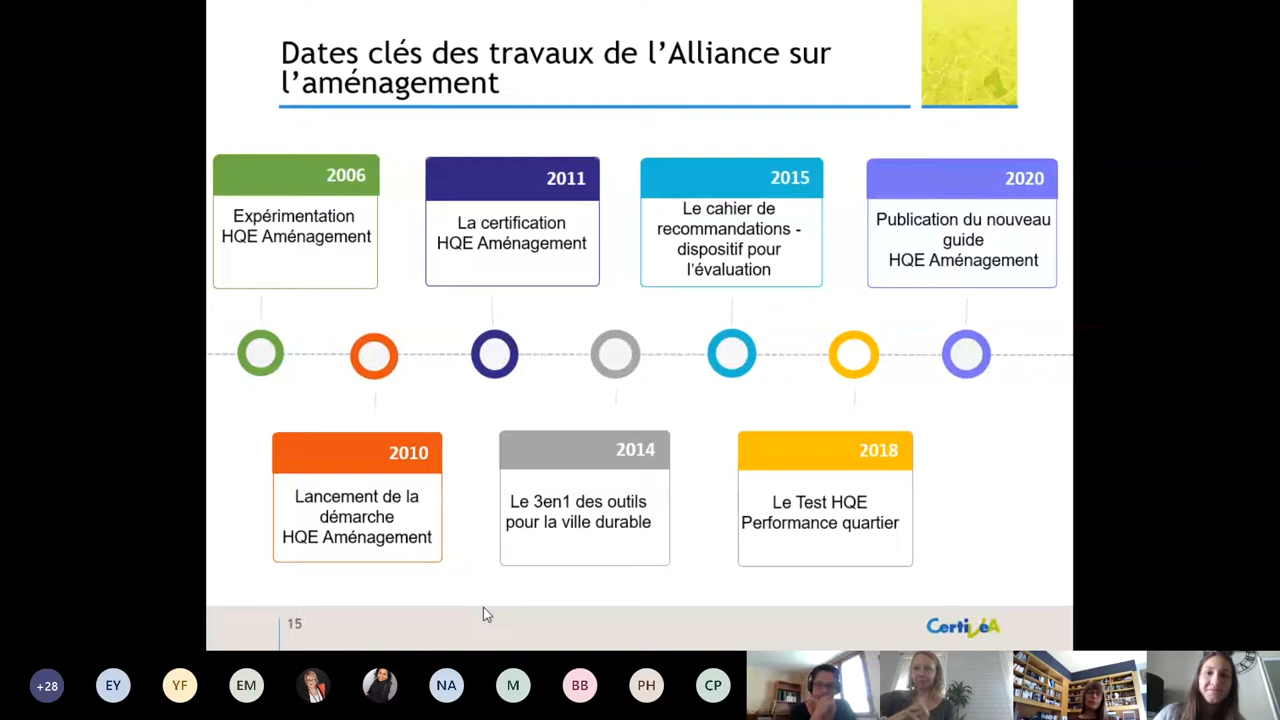 Dates clés des travaux de l’Alliance sur
l’aménagement
2006
Expérimentation
HQE Aménagement
2011
La certification
HQE Aménagement
2015
Le cahier de
recommandations -
dispositif pour
l’évaluation
2020
Publication du nouveau
guide
HQE Aménagement
2010
Lancement de la
démarche
HQE Aménagement
2014
Le 3en1 des outils
pour la ville durable
2018
Le Test HQE
Performance quartier
15
CertiVéA
+28
EY
YF
EM
NA
M
BB
PH
CP